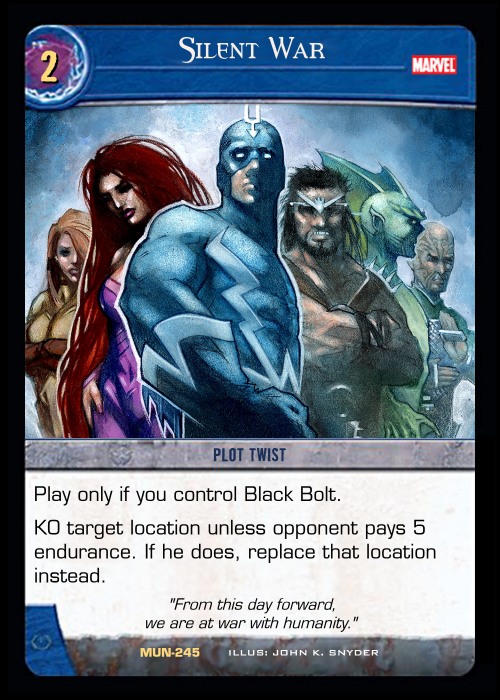 2
SILENT WAR
MARVEL
PLOT TWIST
Play only if you control Black Bolt.
KO target location unless opponent pays 5
endurance. If he does, replace that location
instead.
"From this day forward,
we are at war with humanity."
MUN-245 ILLUS: JOHN K. SNYDER